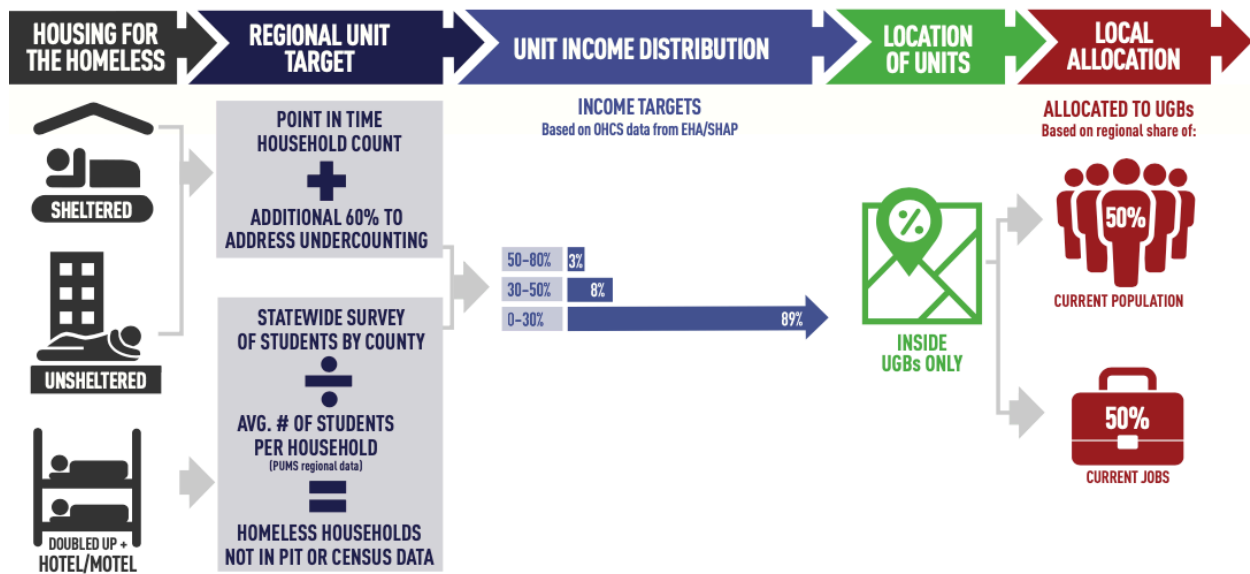 HOUSING FOR
THE HOMELESS
REGIONAL UNIT
TARGET
UNIT INCOME DISTRIBUTION
LOCATION
OF UNITS
LOCAL
ALLOCATION
SHELTERED
UNSHELTERED
DOUBLED UP +
HOTEL/MOTEL
POINT IN TIME
HOUSEHOLD COUNT
+
ADDITIONAL 60% TO
ADDRESS UNDERCOUNTING
STATEWIDE SURVEY
OF STUDENTS BY COUNTY
÷
AVG. # OF STUDENTS
PER HOUSEHOLD
(PUMS regional data)
=
HOMELESS HOUSEHOLDS
NOT IN PIT OR CENSUS DATA
INCOME TARGETS
Based on OHCS data from EHA/SHAP
50–80% 3%
30–50% 8%
0–30% 89%
%
INSIDE
UGBs ONLY
ALLOCATED TO UGBs
Based on regional share of:
50%
CURRENT POPULATION
50%
CURRENT JOBS